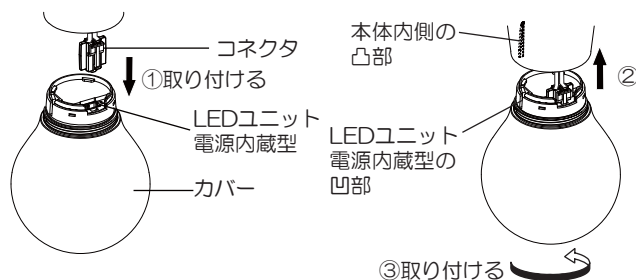 コネクタ
①取り付ける
LEDユニット
電源内蔵型
カバー
本体内側の
凸部
②
LEDユニット
電源内蔵型の
凹部
③取り付ける